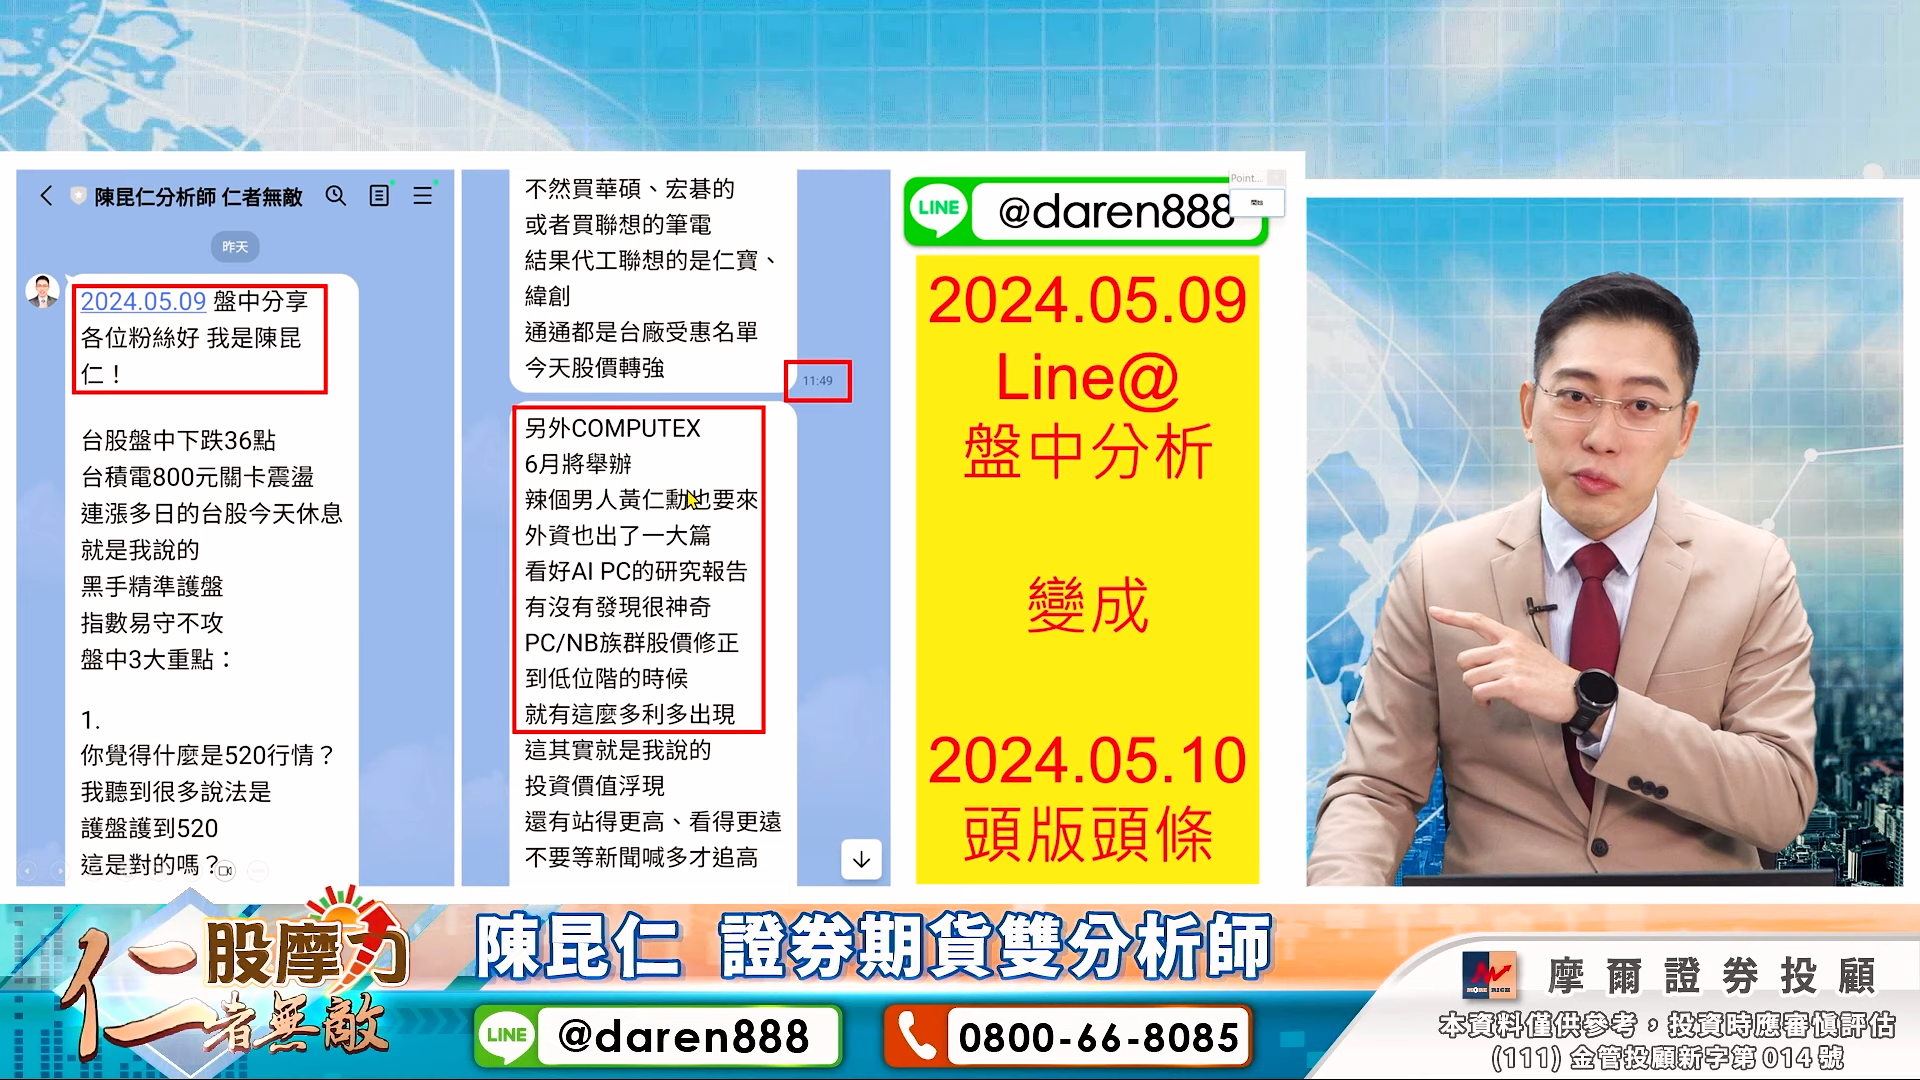 陳昆仁分析師 仁者無敵
昨天
2024.05.09 盤中分享
各位粉絲好 我是陳昆
仁！
台股盤中下跌36點
台積電800元關卡震盪
連漲多日的台股今天休息
就是我說的
黑手精準護盤
指數易守不攻
盤中3大重點：
1.
你覺得什麼是520行情？
我聽到很多說法是
護盤護到520
這是對的嗎？
不然買華碩、宏碁的
或者買聯想的筆電
結果代工聯想的是仁寶、
緯創
通通都是台廠受惠名單
今天股價轉強
11:49
另外COMPUTEX
6月將舉辦
辣個男人黃仁勳也要來
外資也出了一大篇
看好AI PC的研究報告
有沒有發現很神奇
PC/NB族群股價修正
到低位階的時候
就有這麼多利多出現
這其實就是我說的
投資價值浮現
還有站得更高、看得更遠
不要等新聞喊多才追高
LINE
@daren888
Point...
2024.05.09
Line@
盤中分析
變成
2024.05.10
頭版頭條
股摩力
仁者無敵
陳昆仁 證券期貨雙分析師
LINE
@daren888
0800-66-8085
MORE RICH
摩爾證券投顧
本資料僅供參考，投資時應審慎評估
(111) 金管投顧新字第 014 號